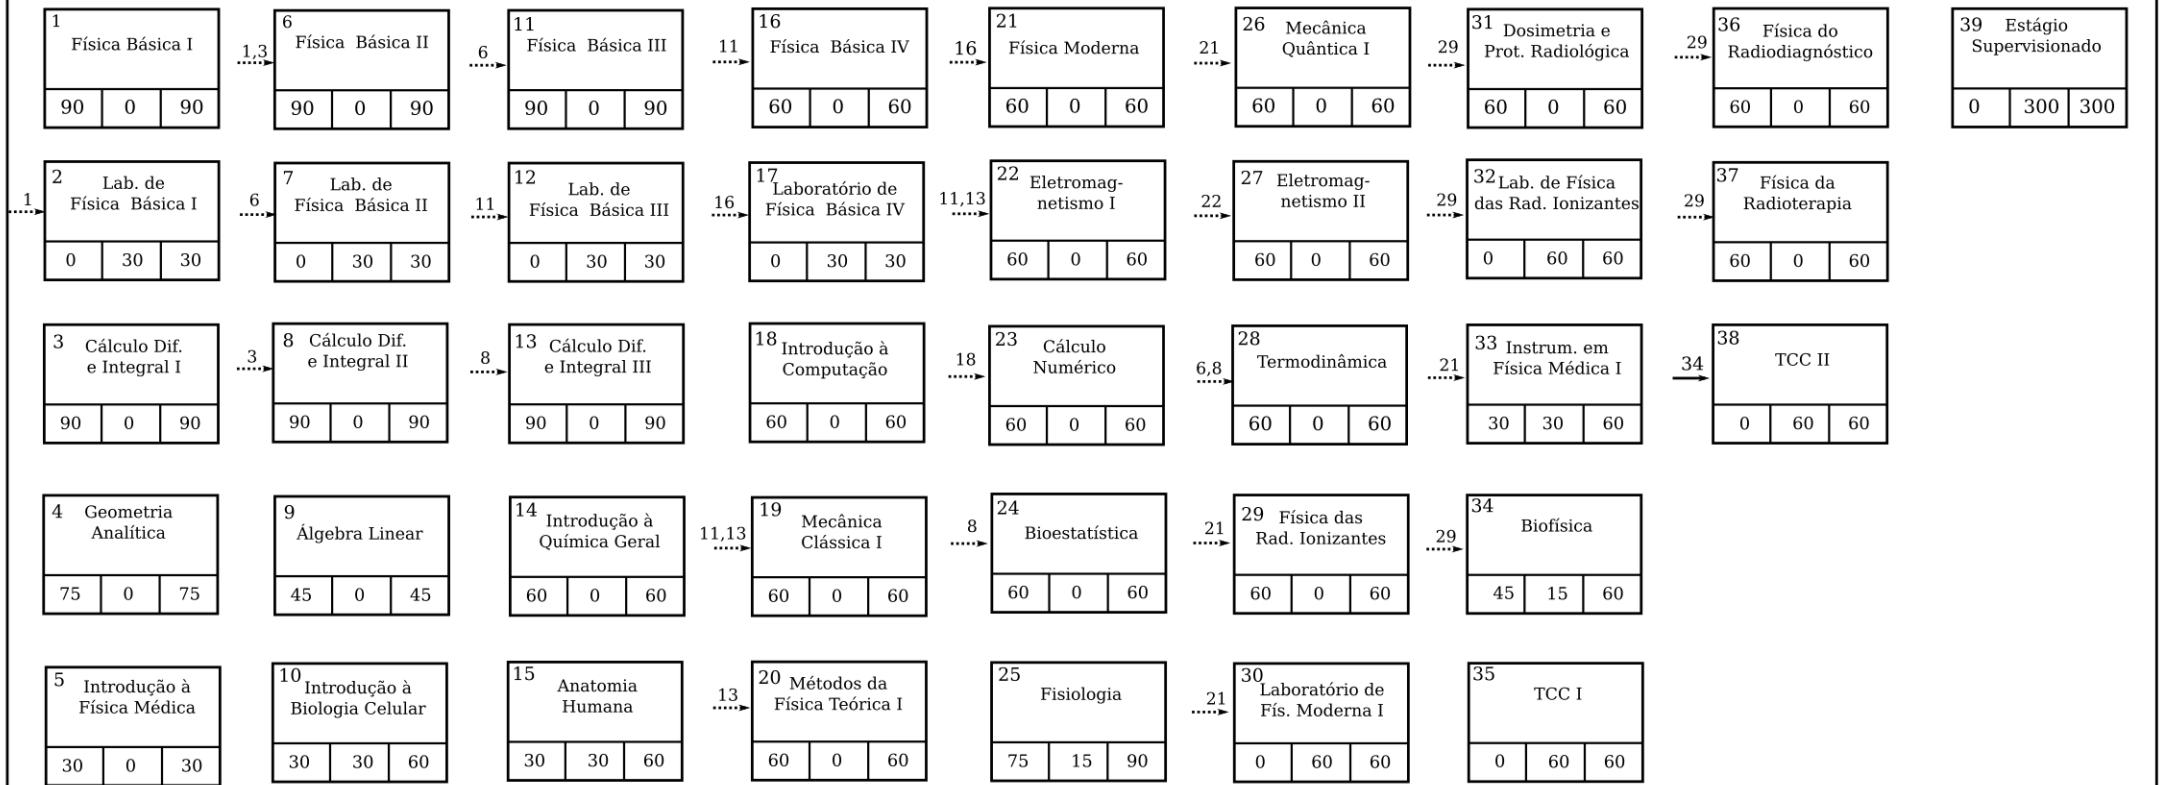 1
Física Básica I
90 0 90
1,3
6
Física Básica II
90 0 90
6
11
Física Básica III
90 0 90
11
16
Física Básica IV
60 0 60
16
21
Física Moderna
60 0 60
21
26
Mecânica
Quântica I
60 0 60
29
31
Dosimetria e
Prot. Radiológica
60 0 60
29
36
Física do
Radiodiagnóstico
60 0 60
39
Estágio
Supervisionado
0 300 300
1
2
Lab. de
Física Básica I
0 30 30
6
7
Lab. de
Física Básica II
0 30 30
11
12
Lab. de
Física Básica III
0 30 30
16
17
Laboratório de
Física Básica IV
0 30 30
11,13
22
Eletromag-
netismo I
60 0 60
22
27
Eletromag-
netismo II
60 0 60
29
32
Lab. de Física
das Rad. Ionizantes
0 60 60
29
37
Física da
Radioterapia
60 0 60
3
Cálculo Dif.
e Integral I
90 0 90
3
8
Cálculo Dif.
e Integral II
90 0 90
8
13
Cálculo Dif.
e Integral III
90 0 90
18
Introdução à
Computação
60 0 60
18
23
Cálculo
Numérico
60 0 60
6,8
28
Termodinâmica
60 0 60
21
33
Instrum. em
Física Médica I
30 30 60
34
38
TCC II
0 60 60
4
Geometria
Analítica
75 0 75
9
Álgebra Linear
45 0 45
14
Introdução à
Química Geral
60 0 60
11,13
19
Mecânica
Clássica I
60 0 60
8
24
Bioestatística
60 0 60
21
29
Física das
Rad. Ionizantes
60 0 60
29
34
Biofísica
45 15 60
5
Introdução à
Física Médica
30 0 30
10
Introdução à
Biologia Celular
30 30 60
15
Anatomia
Humana
30 30 60
13
20
Métodos da
Física Teórica I
60 0 60
25
Fisiologia
75 15 90
21
30
Laboratório de
Fís. Moderna I
0 60 60
35
TCC I
0 60 60